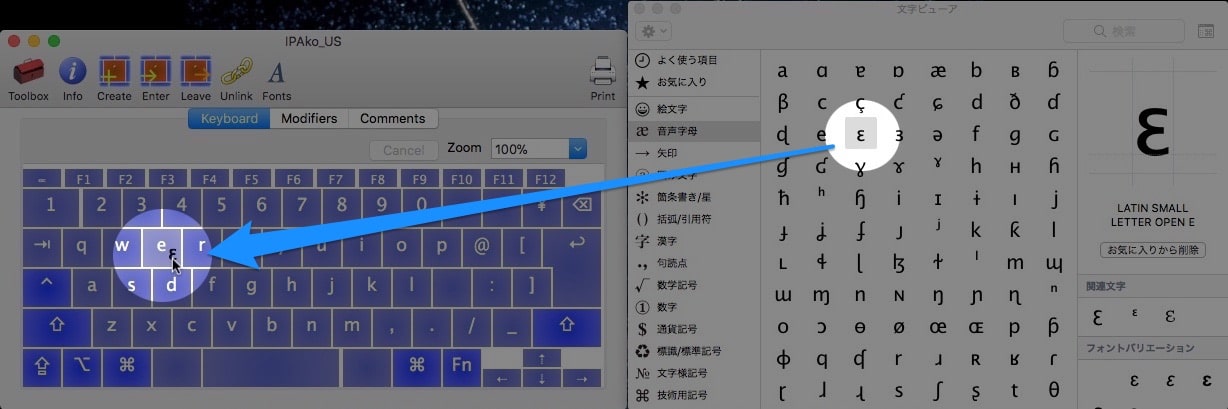 IPAko_US
Toolbox Info Create Enter Leave Unlink Fonts Print
Keyboard Modifiers Comments
Cancel Zoom 100%
= F1 F2 F3 F4 F5 F6 F7 F8 F9 F10 F11 F12
1 2 3 4 5 6 7 8 9 0 ¥ ⌫
⇥ q w e r u i o p @ [ ↩
ɛ
^ a s d f g h j k l : ]
⇧ z x c v b n m , . / _ ⇧
⇪ ⌥ ⌘ ⌘ Fn ← ↑ ↓ →
文字ビューア
検索
よく使う項目
お気に入り
絵文字
æ 音声字母
→ 矢印
箇条書き/星
( ) 括弧/引用符
字 漢字
句読点
√ 数学記号
① 数字
$ 通貨記号
標識/標準記号
№ 文字様記号
⌘ 技術用記号
a ɑ ɐ ɒ æ b ʙ ɓ
β c ç ƈ ɕ d ð ɗ
ɖ e ɛ ɜ ə f ɡ ɢ
ɠ ʛ ɣ ɤ ˠ h ʜ ɦ
ħ ʰ ɧ i ɪ ɨ ı j
ɟ ʝ ʄ ȷ ʲ k ƙ l
ʟ ɬ ɭ ɮ ɫ ˡ m ɰ
ɯ ɱ n ɴ ŋ ɲ ɳ ⁿ
o ɔ ɵ ø œ ɶ p ƥ
ɸ q ʠ r ɹ ʀ ʁ ɾ
ɽ ɺ ɻ s ʃ ʂ t θ
ɛ
LATIN SMALL
LETTER OPEN E
お気に入りから削除
関連文字
Ɛ ᵋ ℇ
フォントバリエーション
ɛ ɛ ɛ